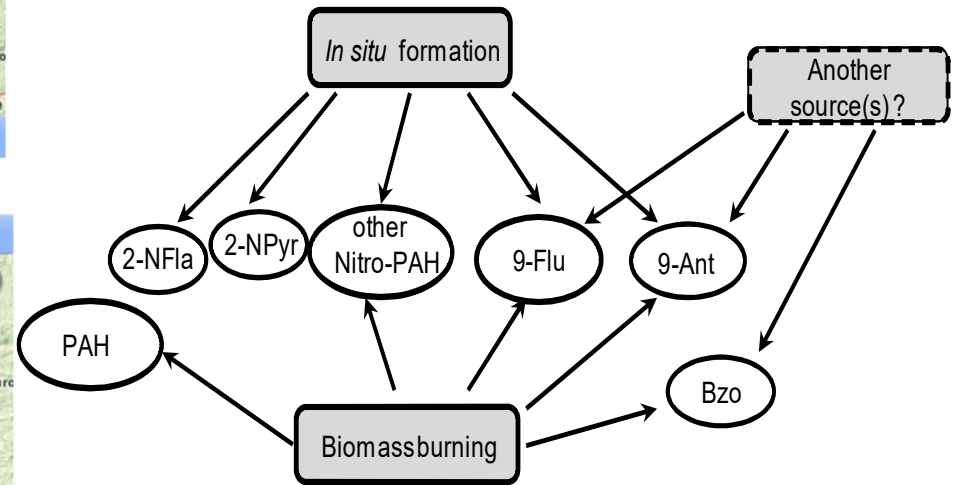 In situ formation
Another
source(s)?
2-NFla
2-NPyr
other
Nitro-PAH
9-Flu
9-Ant
PAH
Bzo
Biomassburning